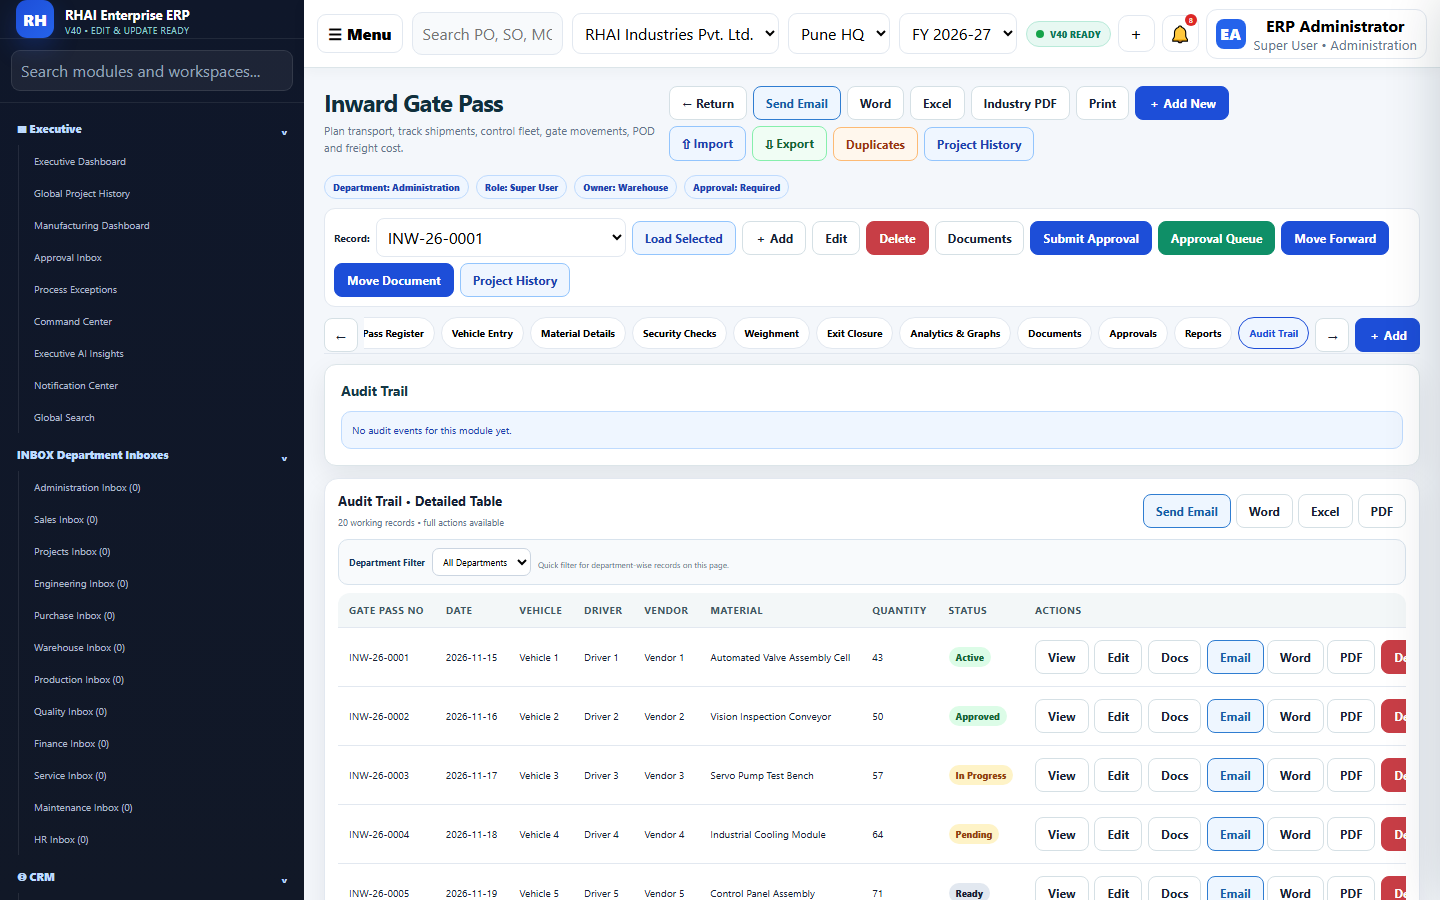 RH
RHAI Enterprise ERP
V40 • EDIT & UPDATE READY
Search modules and workspaces...
Executive
Executive Dashboard
Global Project History
Manufacturing Dashboard
Approval Inbox
Process Exceptions
Command Center
Executive AI Insights
Notification Center
Global Search
INBOX Department Inboxes
Administration Inbox (0)
Sales Inbox (0)
Projects Inbox (0)
Engineering Inbox (0)
Purchase Inbox (0)
Warehouse Inbox (0)
Production Inbox (0)
Quality Inbox (0)
Finance Inbox (0)
Service Inbox (0)
Maintenance Inbox (0)
HR Inbox (0)
CRM
☰ Menu
Search PO, SO, MO
RHAI Industries Pvt. Ltd.
Pune HQ
FY 2026-27
V40 READY
+
8
EA
ERP Administrator
Super User • Administration
Inward Gate Pass
Plan transport, track shipments, control fleet, gate movements, POD
and freight cost.
← Return
Send Email
Word
Excel
Industry PDF
Print
+ Add New
⇧ Import
⇩ Export
Duplicates
Project History
Department: Administration
Role: Super User
Owner: Warehouse
Approval: Required
Record:
INW-26-0001
Load Selected
+ Add
Edit
Delete
Documents
Submit Approval
Approval Queue
Move Forward
Move Document
Project History
←
Pass Register
Vehicle Entry
Material Details
Security Checks
Weighment
Exit Closure
Analytics & Graphs
Documents
Approvals
Reports
Audit Trail
→
+ Add
Audit Trail
No audit events for this module yet.
Audit Trail • Detailed Table
20 working records • full actions available
Send Email
Word
Excel
PDF
Department Filter
All Departments
Quick filter for department-wise records on this page.
GATE PASS NO DATE VEHICLE DRIVER VENDOR MATERIAL QUANTITY STATUS ACTIONS
INW-26-0001 2026-11-15 Vehicle 1 Driver 1 Vendor 1 Automated Valve Assembly Cell 43 Active View Edit Docs Email Word PDF De
INW-26-0002 2026-11-16 Vehicle 2 Driver 2 Vendor 2 Vision Inspection Conveyor 50 Approved View Edit Docs Email Word PDF De
INW-26-0003 2026-11-17 Vehicle 3 Driver 3 Vendor 3 Servo Pump Test Bench 57 In Progress View Edit Docs Email Word PDF De
INW-26-0004 2026-11-18 Vehicle 4 Driver 4 Vendor 4 Industrial Cooling Module 64 Pending View Edit Docs Email Word PDF De
INW-26-0005 2026-11-19 Vehicle 5 Driver 5 Vendor 5 Control Panel Assembly 71 Ready View Edit Docs Email Word PDF De